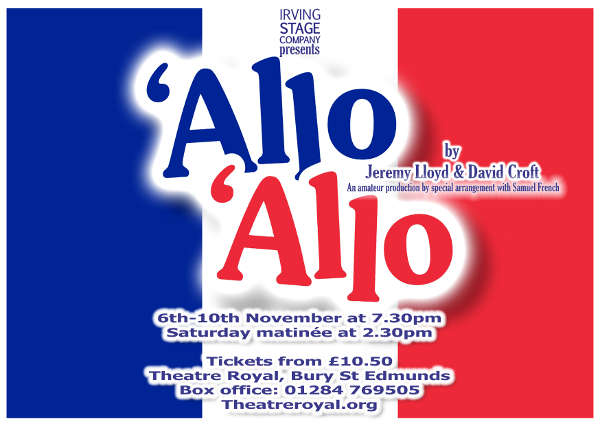 IRVING
STAGE
COMPANY
presents
‘Allo
‘Allo
by
Jeremy Lloyd & David Croft
An amateur production by special arrangement with Samuel French
6th-10th November at 7.30pm
Saturday matinée at 2.30pm
Tickets from £10.50
Theatre Royal, Bury St Edmunds
Box office: 01284 769505
Theatreroyal.org